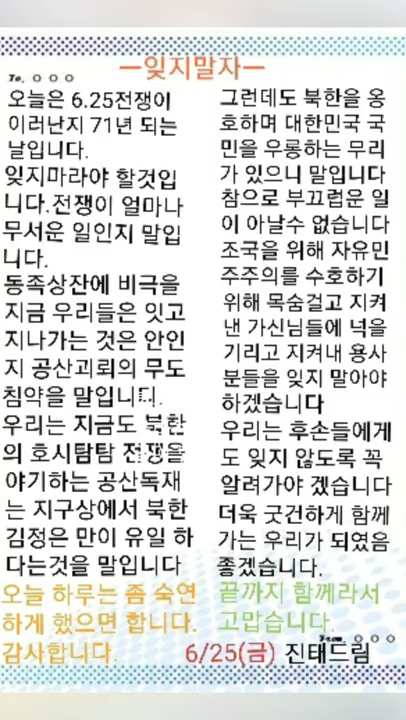 To. ○ ○ ○
ㅡ잊지말자ㅡ
오늘은 6.25전쟁이
이러난지 71년 되는
날입니다.
잊지마라야 할것입
니다.전쟁이 얼마나
무서운 일인지 말입
니다.
동족상잔에 비극을
지금 우리들은 잇고
지나가는 것은 안인
지 공산괴뢰의 무도
침약을 말입니다.
우리는 지금도 북한
의 호시탐탐 전쟁을
야기하는 공산독재
는 지구상에서 북한
김정은 만이 유일 하
다는것을 말입니다
오늘 하루는 좀 숙연
하게 했으면 합니다.
감사합니다.
그런데도 북한을 옹
호하며 대한민국 국
민을 우롱하는 무리
가 있으니 말입니다
참으로 부끄럽운 일
이 아날수 없습니다
조국을 위해 자유민
주주의를 수호하기
위해 목숨걸고 지켜
낸 가신님들에 넉을
기리고 지켜내 용사
분들을 잊지 말아야
하겠습니다
우리는 후손들에게
도 잊지 않도록 꼭
알려가야 겠습니다
더욱 굿건하게 함께
가는 우리가 되였음
좋겠습니다.
끝까지 함께라서
고맙습니다.
From. ○ ○ ○
6/25(금) 진태드림